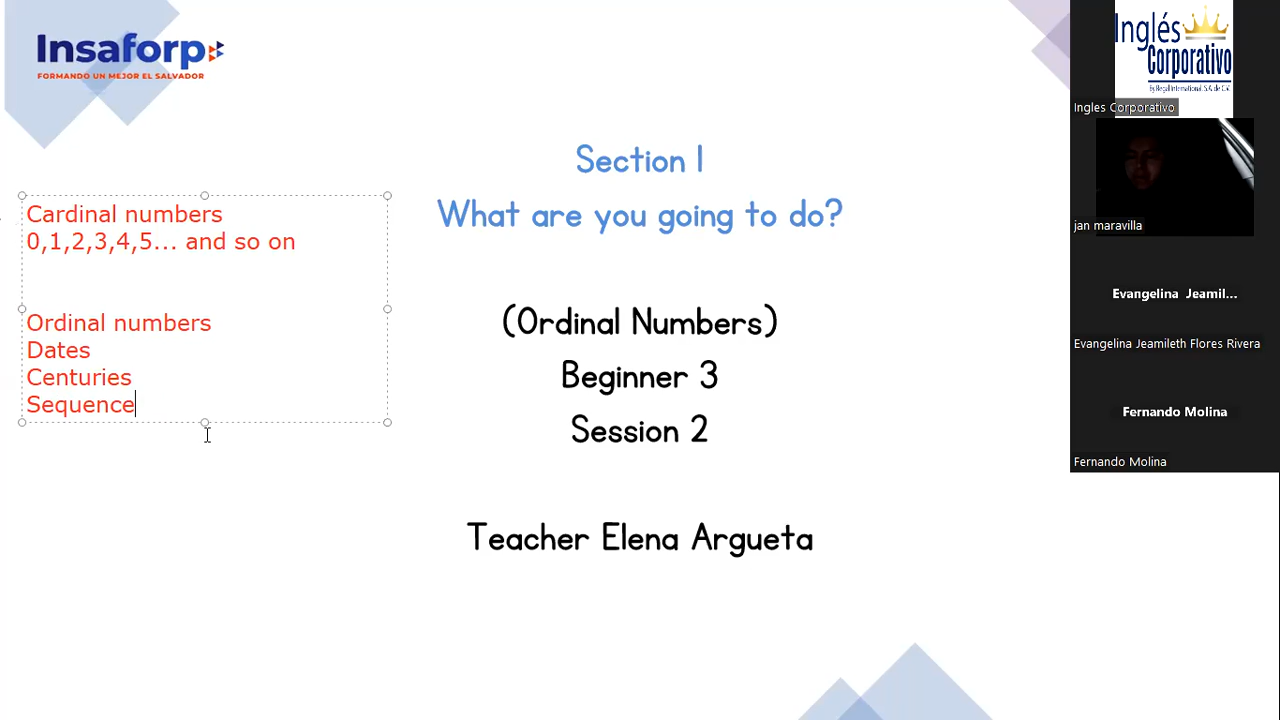 Insaforp
FORMANDO UN MEJOR EL SALVADOR
Cardinal numbers
0,1,2,3,4,5... and so on
Ordinal numbers
Dates
Centuries
Sequence
Section 1
What are you going to do?
(Ordinal Numbers)
Beginner 3
Session 2
Teacher Elena Argueta
Inglés
Corporativo
By Regal International, S.A. de C.V.
Ingles Corporativo
jan maravilla
Evangelina Jeamil...
Evangelina Jeamileth Flores Rivera
Fernando Molina
Fernando Molina